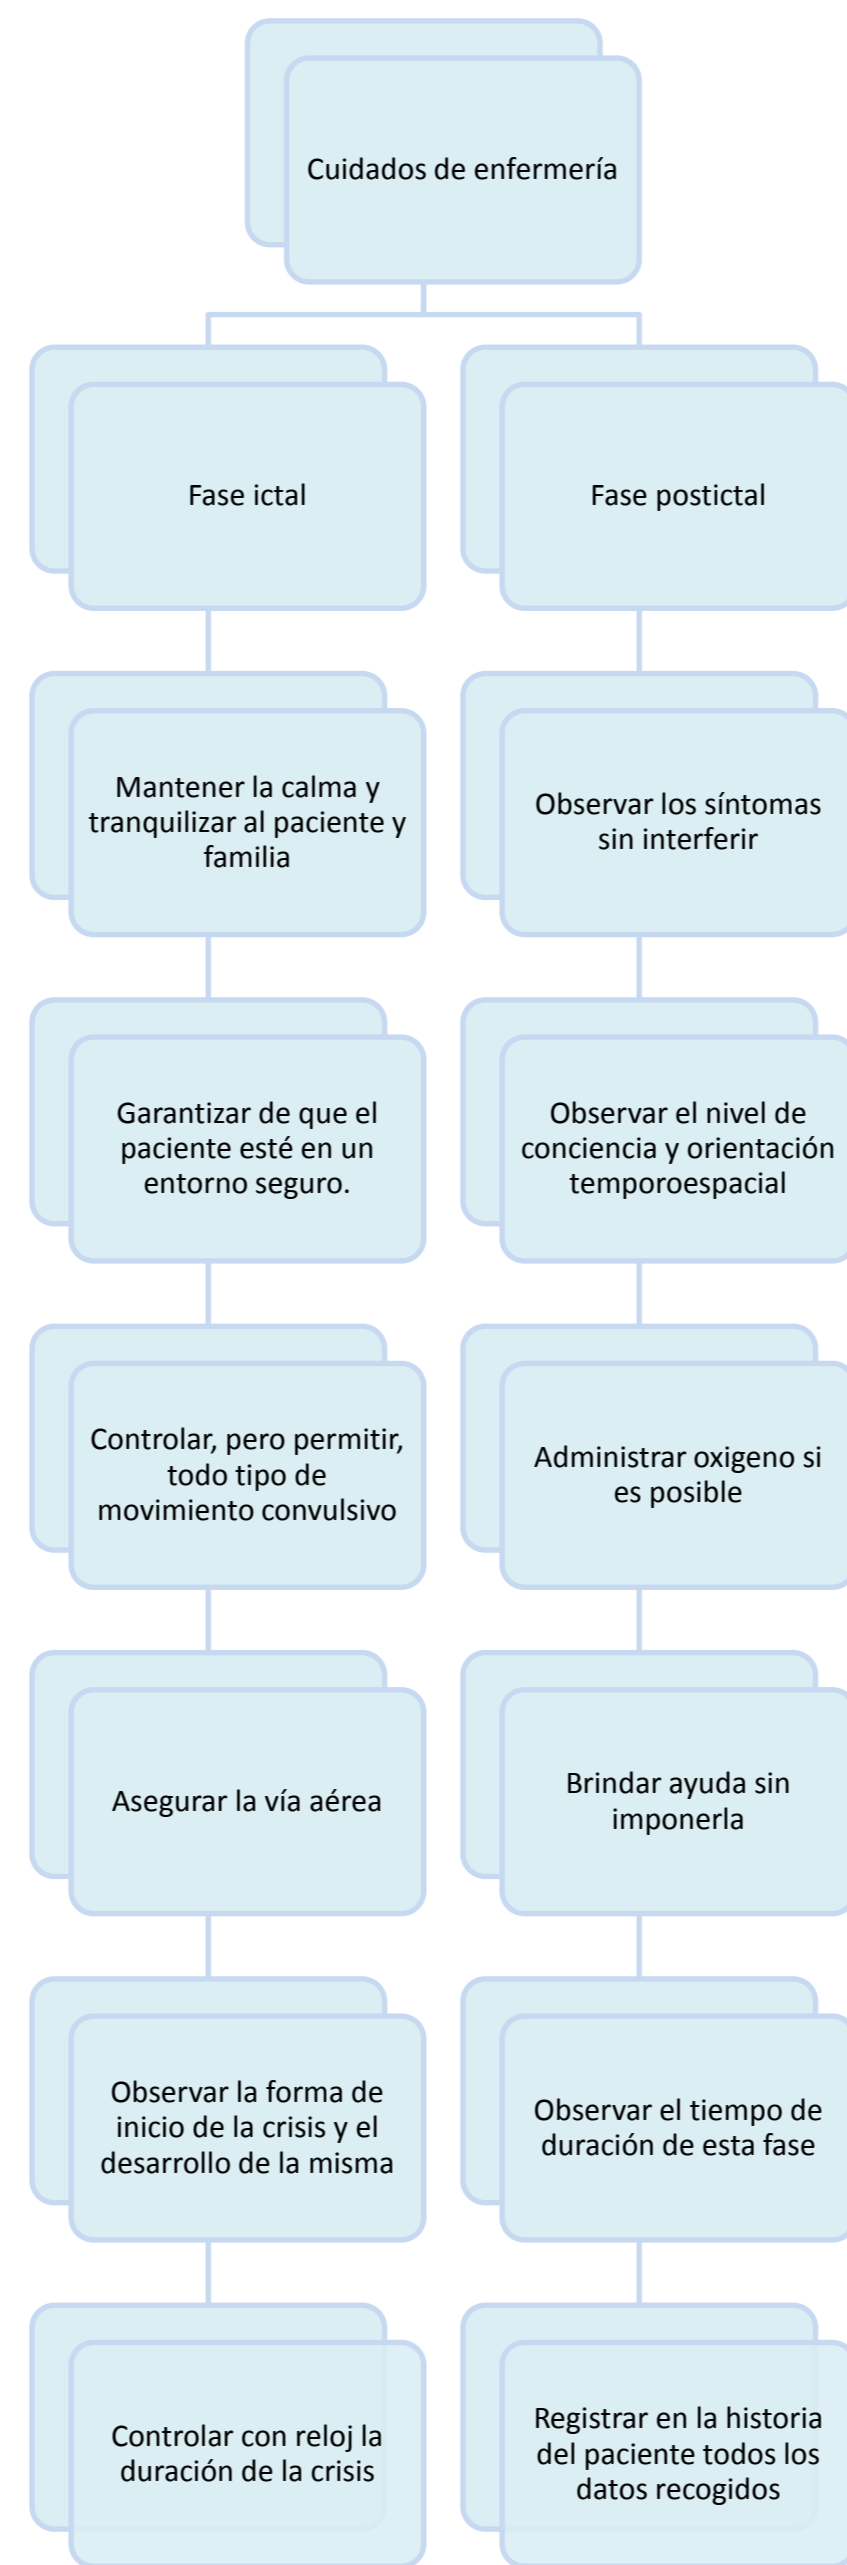 Cuidados de enfermería
Fase ictal
Fase postictal
Mantener la calma y
tranquilizar al paciente y
familia
Observar los síntomas
sin interferir
Garantizar de que el
paciente esté en un
entorno seguro.
Observar el nivel de
conciencia y orientación
temporoespacial
Controlar, pero permitir,
todo tipo de
movimiento convulsivo
Administrar oxigeno si
es posible
Asegurar la vía aérea
Brindar ayuda sin
imponerla
Observar la forma de
inicio de la crisis y el
desarrollo de la misma
Observar el tiempo de
duración de esta fase
Controlar con reloj la
duración de la crisis
Registrar en la historia
del paciente todos los
datos recogidos